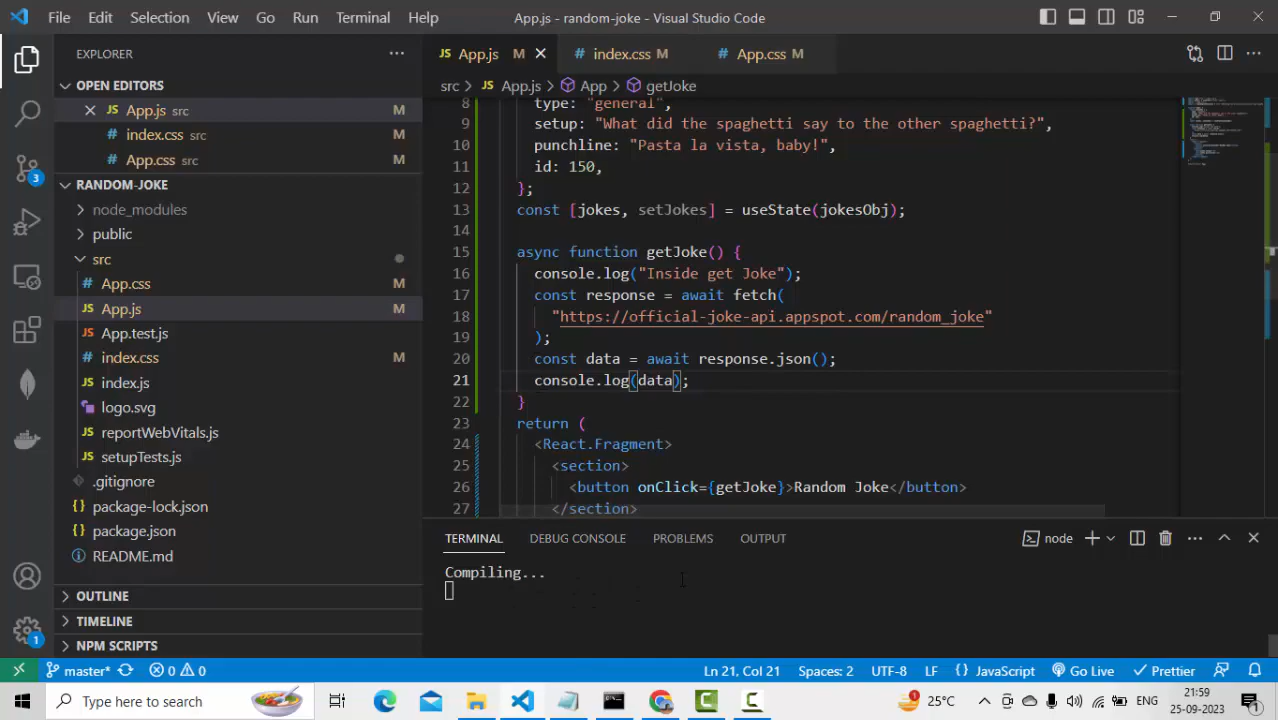 File Edit Selection View Go Run Terminal Help App.js - random-joke - Visual Studio Code
EXPLORER
OPEN EDITORS
App.js src M
index.css src M
App.css src M
RANDOM-JOKE
node_modules
public
src
App.css M
App.js M
App.test.js
index.css M
index.js
logo.svg
reportWebVitals.js
setupTests.js
.gitignore
package-lock.json
package.json
README.md
OUTLINE
TIMELINE
NPM SCRIPTS
3
1
JS App.js M
# index.css M
# App.css M
src > JS App.js > App > getJoke
8 type: "general",
9 setup: "What did the spaghetti say to the other spaghetti?",
10 punchline: "Pasta la vista, baby!",
11 id: 150,
12 };
13 const [jokes, setJokes] = useState(jokesObj);
14
15 async function getJoke() {
16 console.log("Inside get Joke");
17 const response = await fetch(
18 "https://official-joke-api.appspot.com/random_joke"
19 );
20 const data = await response.json();
21 console.log(data);
22 }
23 return (
24 <React.Fragment>
25 <section>
26 <button onClick={getJoke}>Random Joke</button>
27 </section>
TERMINAL DEBUG CONSOLE PROBLEMS OUTPUT node
Compiling...
master* 0 0 Ln 21, Col 21 Spaces: 2 UTF-8 LF {} JavaScript Go Live Prettier
Type here to search 25°C ENG 21:59
25-09-2023
1